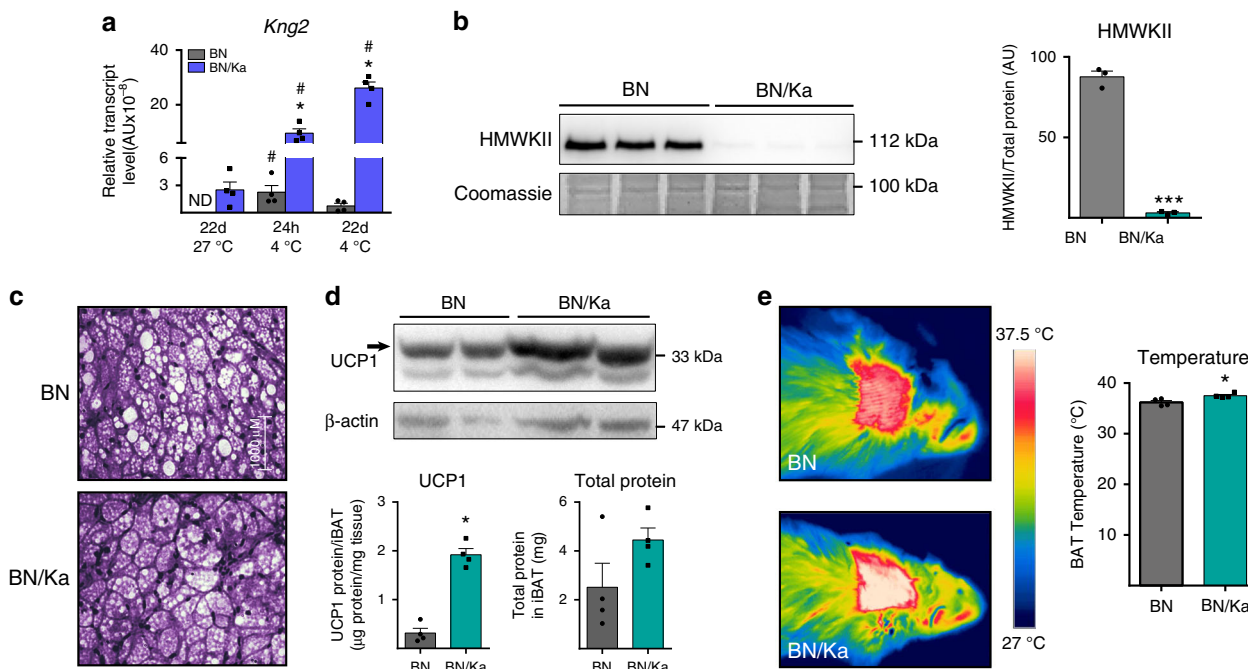 a
Kng2
BN
BN/Ka
Relative transcript
level(AUx10⁻⁸)
40
20
6
3
ND
#
*
#
#
*
22d
27 °C
24h
4 °C
22d
4 °C
b
BN
BN/Ka
HMWKII
112 kDa
Coomassie
100 kDa
HMWKII
HMWKII/Total protein (AU)
100
50
***
BN
BN/Ka
c
BN
1000 µM
BN/Ka
d
BN
BN/Ka
UCP1
33 kDa
β-actin
47 kDa
UCP1
UCP1 protein/iBAT
(µg protein/mg tissue)
3
2
1
*
BN
BN/Ka
Total protein
Total protein
in iBAT (mg)
6
4
2
BN
BN/Ka
e
BN
BN/Ka
37.5 °C
27 °C
Temperature
BAT Temperature (°C)
40
20
0
*
BN
BN/Ka